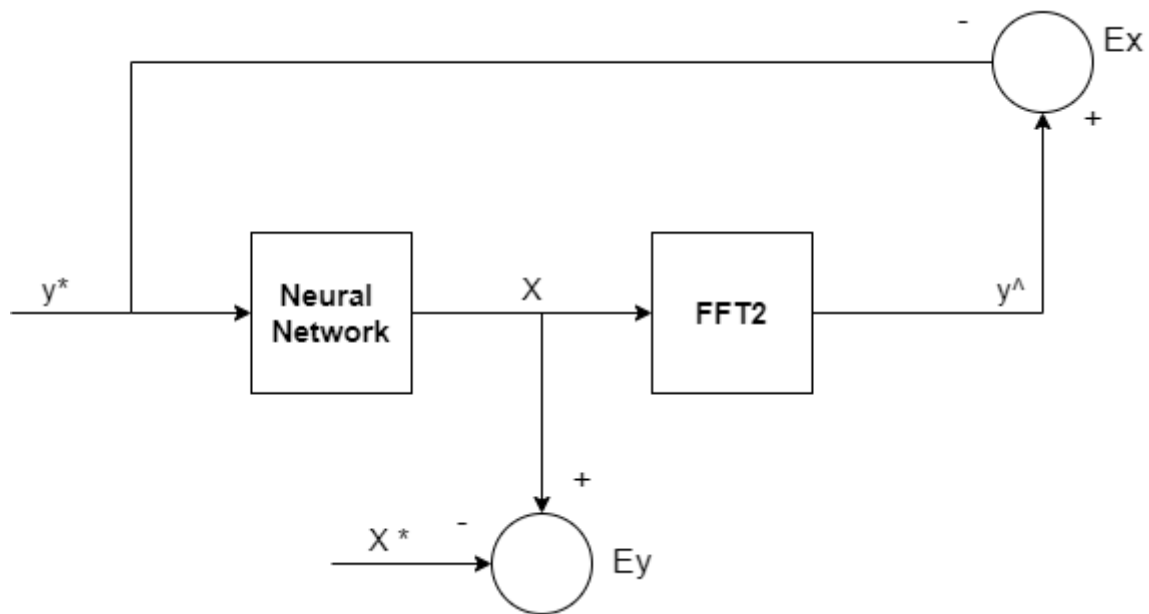 -
Ex
+
y*
Neural
Network
X
FFT2
y^
+
-
X *
Ey